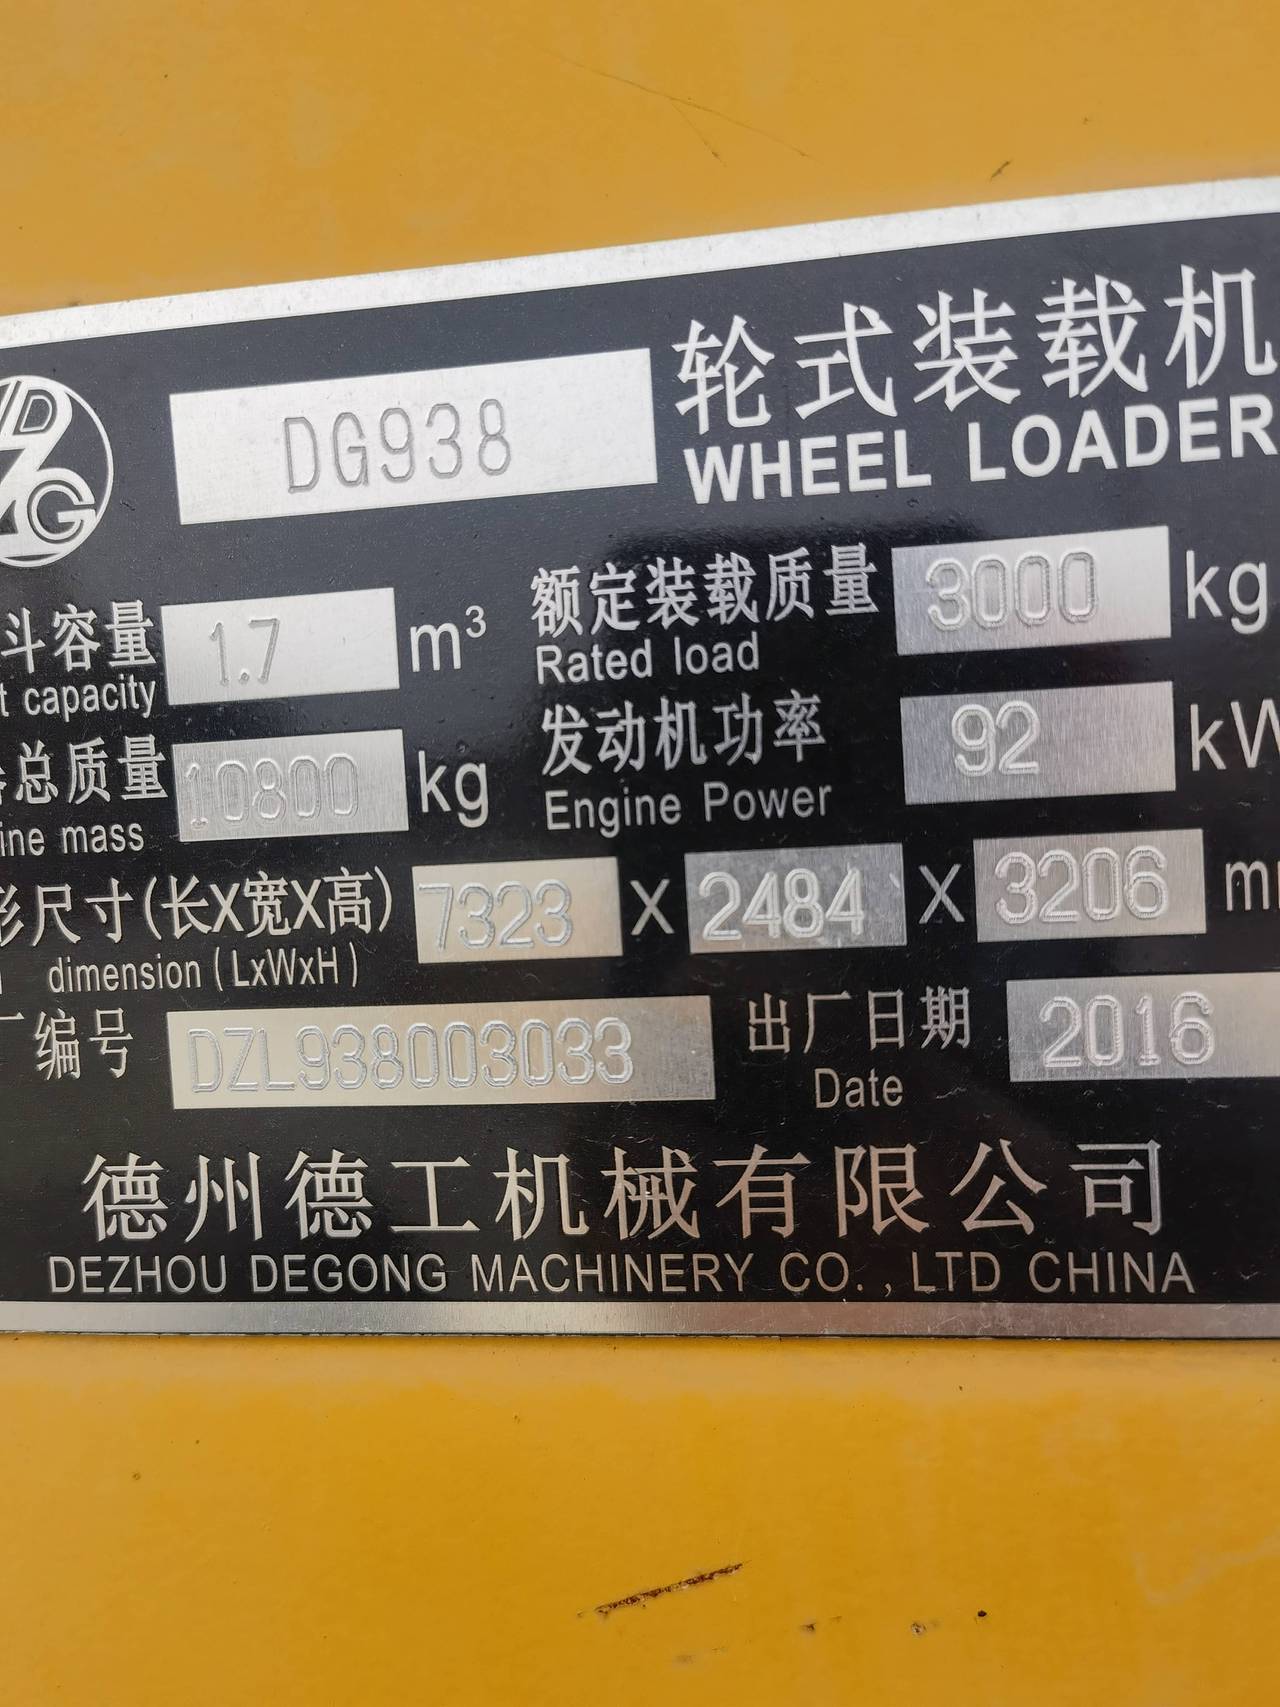 DG
DG938
轮式装载机
WHEEL LOADER
斗容量 1.7 m³ 额定装载质量 3000 kg
capacity Rated load
总质量 10800 kg 发动机功率 92 kW
mass Engine Power
尺寸(长X宽X高) 7323 X 2484 X 3206
dimension (LxWxH)
编号 DZL938003033 出厂日期 2016
Date
德州德工机械有限公司
DEZHOU DEGONG MACHINERY CO.,LTD CHINA